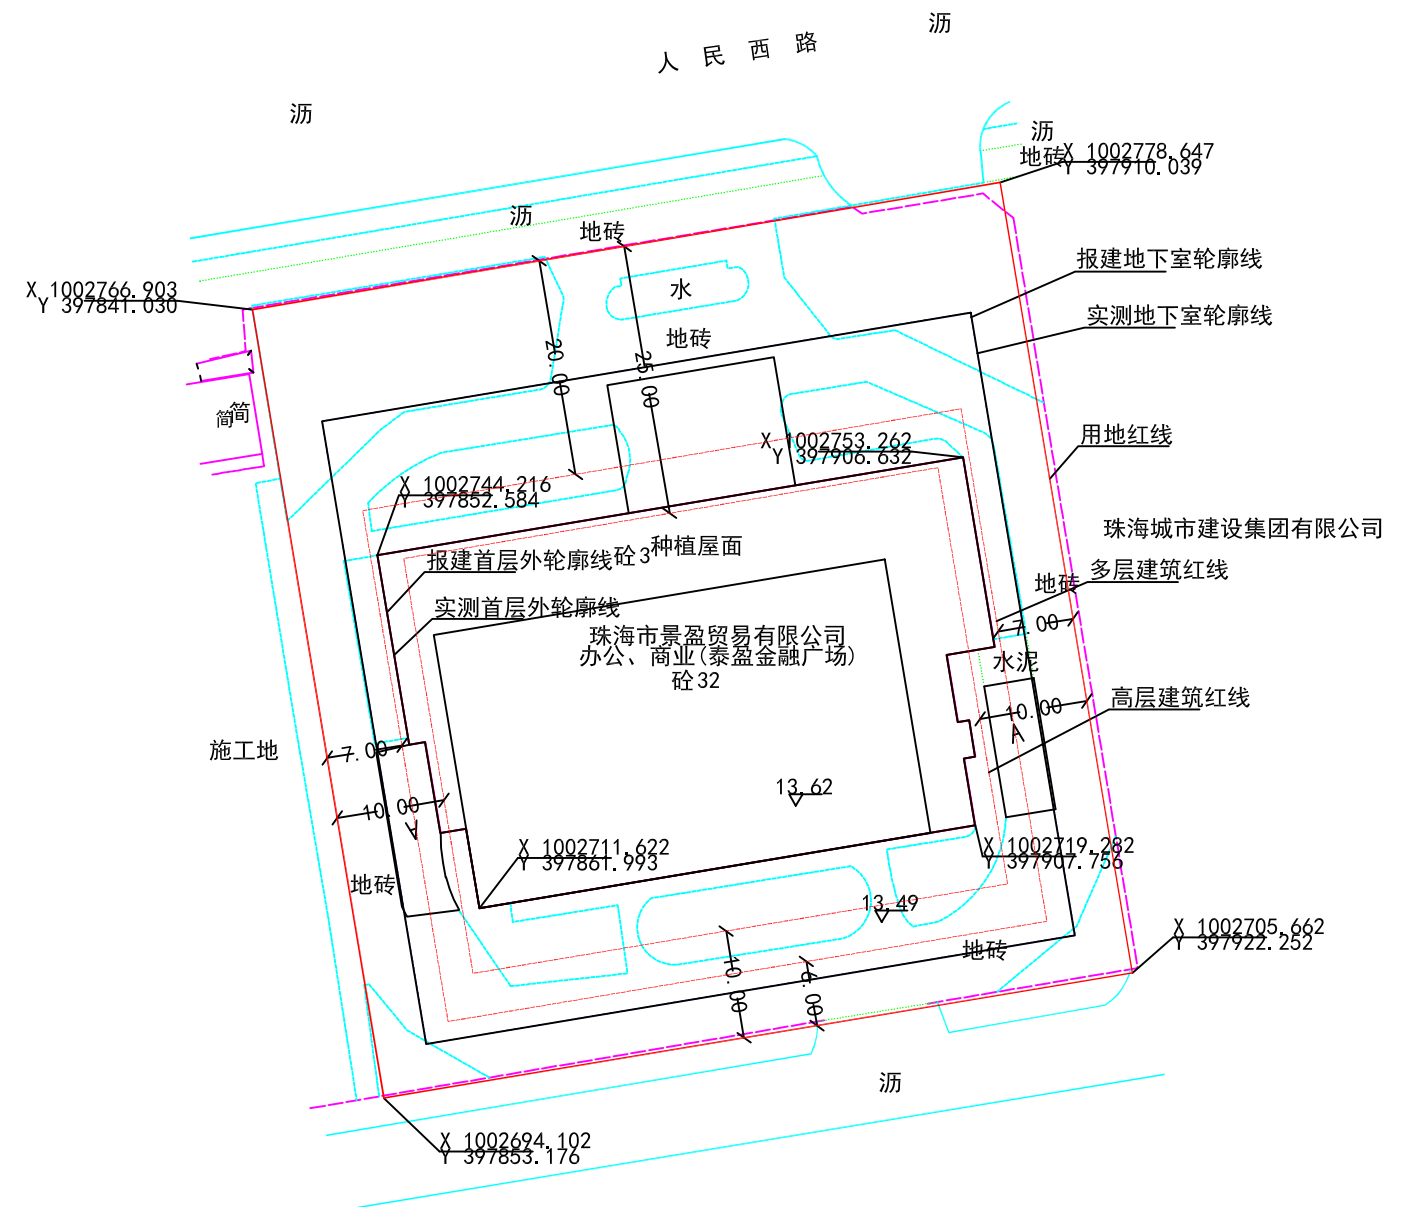 沥
人民西路
沥
沥
地砖
X 1002778.647
Y 397910.039
沥
地砖
报建地下室轮廓线
X 1002766.903
Y 397841.030
水
实测地下室轮廓线
地砖
20.00
25.00
简
简
用地红线
X 1002753.262
Y 397906.632
X 1002744.216
Y 397852.584
珠海城市建设集团有限公司
种植屋面
砼3
报建首层外轮廓线
多层建筑红线
地砖
实测首层外轮廓线
7.00
珠海市景盈贸易有限公司
办公、商业(泰盈金融广场)
砼32
水泥
高层建筑红线
10.00
A
施工地
7.00
13.62
10.00
A
X 1002711.622
Y 397861.993
X 1002719.282
Y 397907.756
地砖
13.49
X 1002705.662
Y 397922.252
地砖
10.00
6.00
沥
X 1002694.102
Y 397853.176